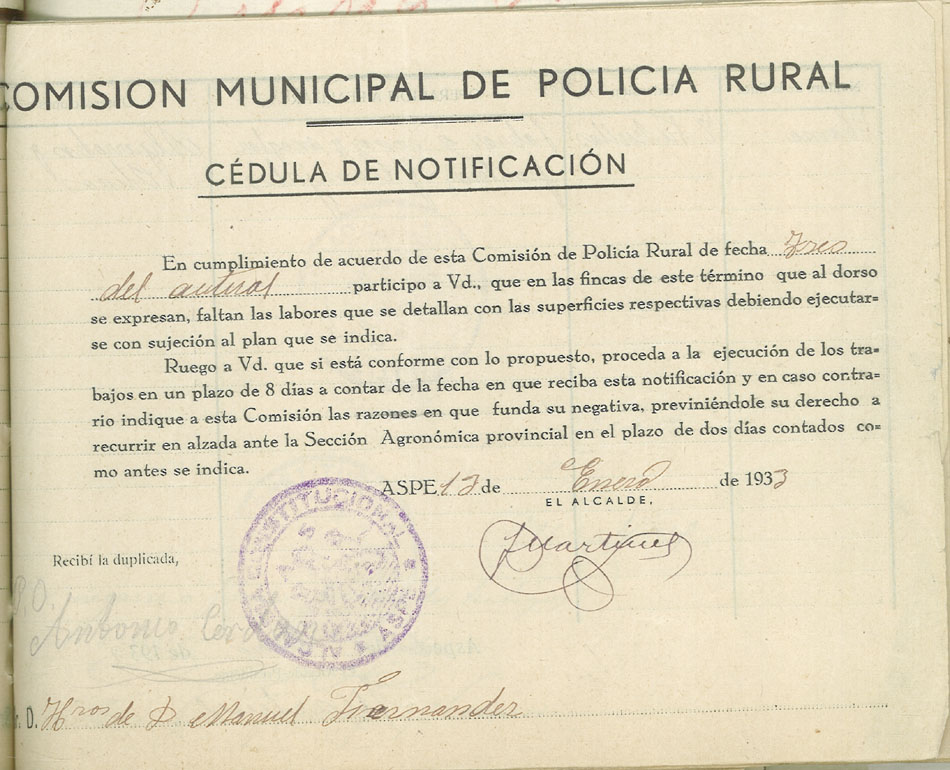 COMISION MUNICIPAL DE POLICIA RURAL
CÉDULA DE NOTIFICACIÓN
En cumplimiento de acuerdo de esta Comisión de Policía Rural de fecha tres
del actual participo a Vd., que en las fincas de este término que al dorso
se expresan, faltan las labores que se detallan con las superficies respectivas debiendo ejecutar=
se con sujeción al plan que se indica.
Ruego a Vd. que si está conforme con lo propuesto, proceda a la ejecución de los tra=
bajos en un plazo de 8 días a contar de la fecha en que reciba esta notificación y en caso contra=
rio indique a esta Comisión las razones en que funda su negativa, previniéndole su derecho a
recurrir en alzada ante la Sección Agronómica provincial en el plazo de dos días contados co=
mo antes se indica.
ASPE 13 de Enero de 1933
EL ALCALDE,
JMartinez
Recibí la duplicada,
P.O.
Antonio
D. Hros de D Manuel Fernander